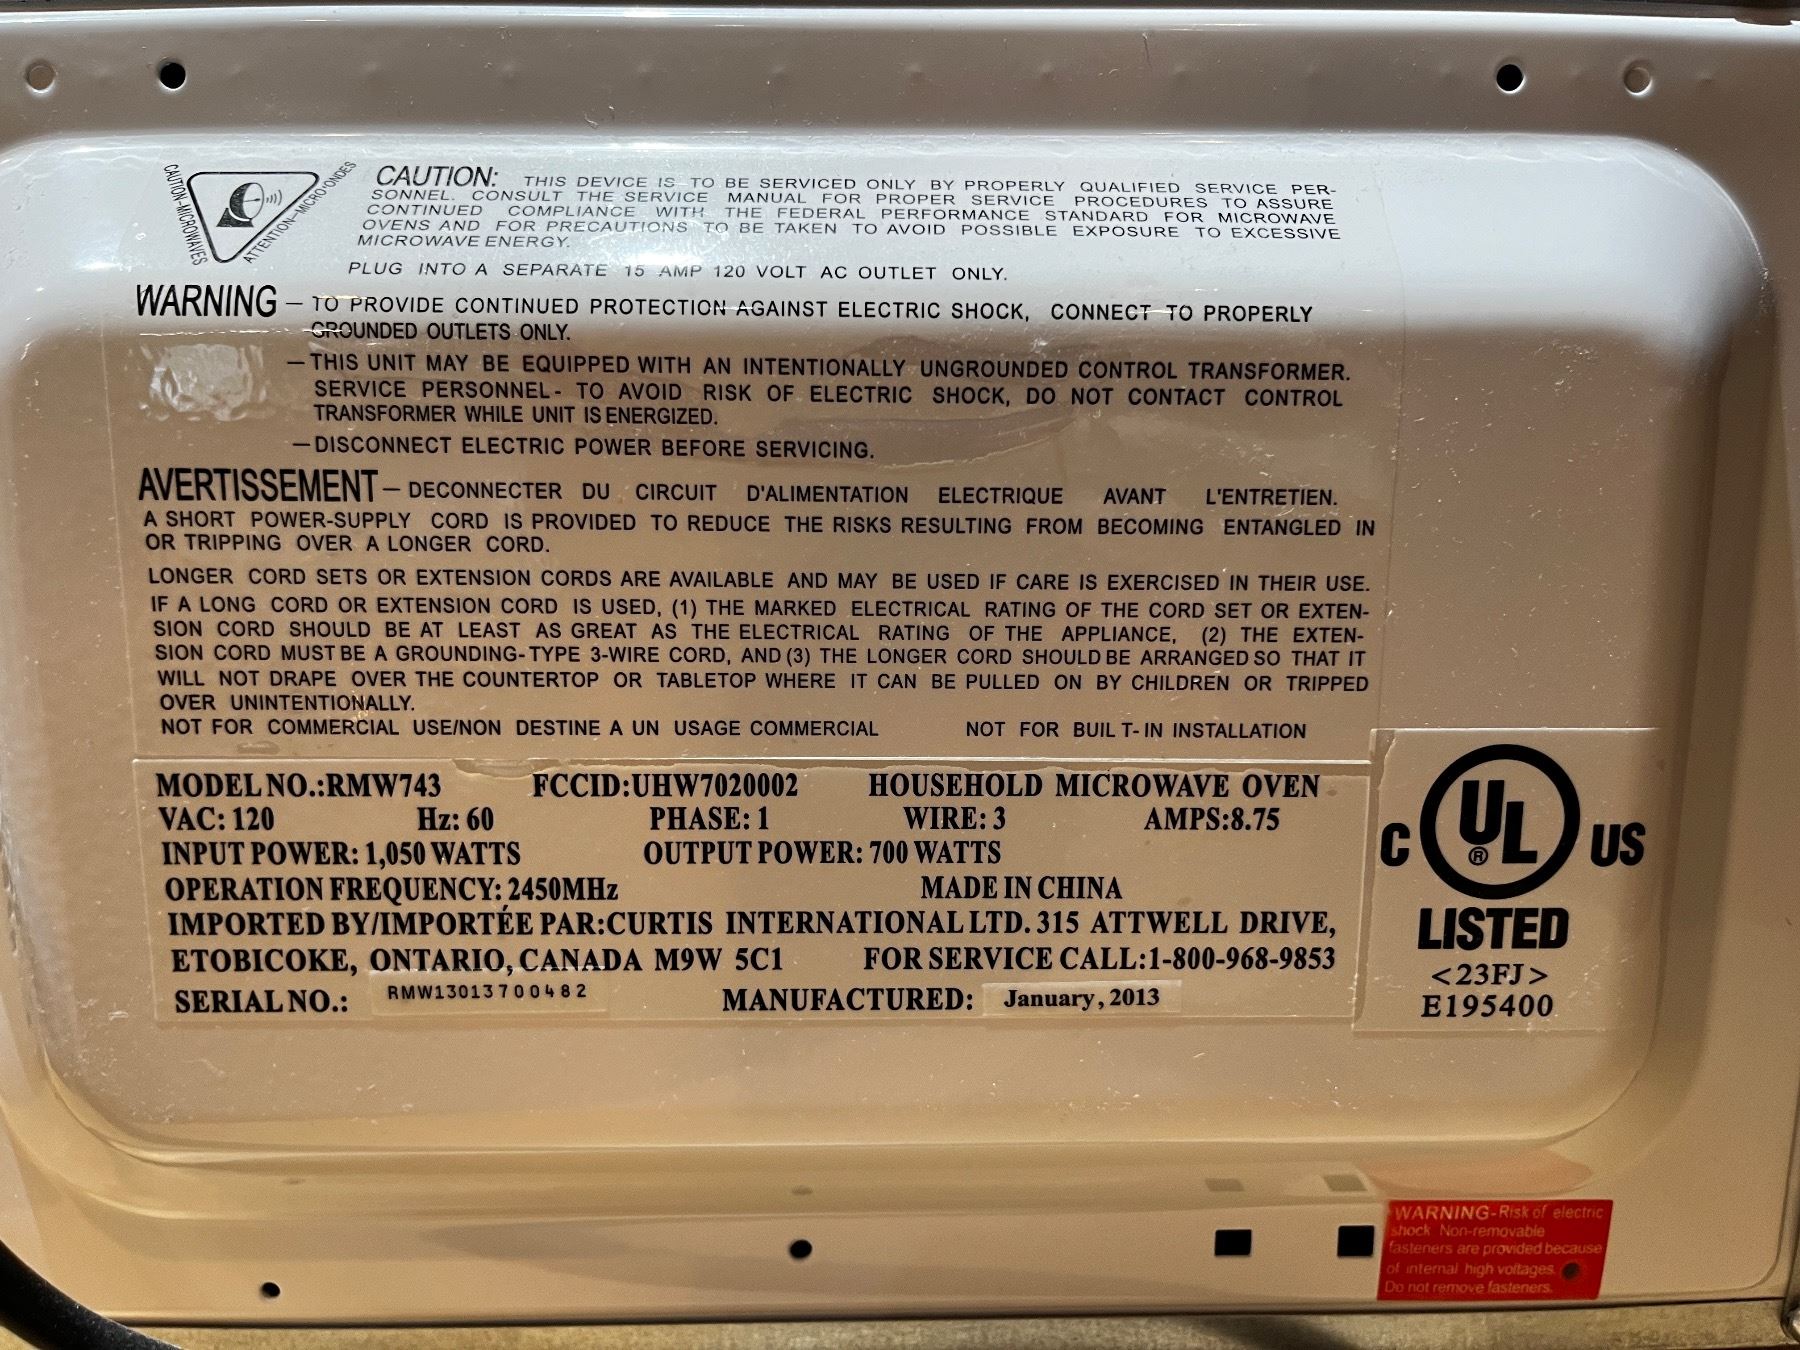 CAUTION-MICROWAVES
ATTENTION-MICRO'ONDES
CAUTION: THIS DEVICE IS TO BE SERVICED ONLY BY PROPERLY QUALIFIED SERVICE PER-
SONNEL. CONSULT THE SERVICE MANUAL FOR PROPER SERVICE PROCEDURES TO ASSURE
CONTINUED COMPLIANCE WITH THE FEDERAL PERFORMANCE STANDARD FOR MICROWAVE
OVENS AND FOR PRECAUTIONS TO BE TAKEN TO AVOID POSSIBLE EXPOSURE TO EXCESSIVE
MICROWAVE ENERGY.
PLUG INTO A SEPARATE 15 AMP 120 VOLT AC OUTLET ONLY.
WARNING – TO PROVIDE CONTINUED PROTECTION AGAINST ELECTRIC SHOCK, CONNECT TO PROPERLY
GROUNDED OUTLETS ONLY.
– THIS UNIT MAY BE EQUIPPED WITH AN INTENTIONALLY UNGROUNDED CONTROL TRANSFORMER.
SERVICE PERSONNEL- TO AVOID RISK OF ELECTRIC SHOCK, DO NOT CONTACT CONTROL
TRANSFORMER WHILE UNIT IS ENERGIZED.
– DISCONNECT ELECTRIC POWER BEFORE SERVICING.
AVERTISSEMENT – DECONNECTER DU CIRCUIT D'ALIMENTATION ELECTRIQUE AVANT L'ENTRETIEN.
A SHORT POWER-SUPPLY CORD IS PROVIDED TO REDUCE THE RISKS RESULTING FROM BECOMING ENTANGLED IN
OR TRIPPING OVER A LONGER CORD.
LONGER CORD SETS OR EXTENSION CORDS ARE AVAILABLE AND MAY BE USED IF CARE IS EXERCISED IN THEIR USE.
IF A LONG CORD OR EXTENSION CORD IS USED, (1) THE MARKED ELECTRICAL RATING OF THE CORD SET OR EXTEN-
SION CORD SHOULD BE AT LEAST AS GREAT AS THE ELECTRICAL RATING OF THE APPLIANCE, (2) THE EXTEN-
SION CORD MUST BE A GROUNDING-TYPE 3-WIRE CORD, AND (3) THE LONGER CORD SHOULD BE ARRANGED SO THAT IT
WILL NOT DRAPE OVER THE COUNTERTOP OR TABLETOP WHERE IT CAN BE PULLED ON BY CHILDREN OR TRIPPED
OVER UNINTENTIONALLY.
NOT FOR COMMERCIAL USE/NON DESTINE A UN USAGE COMMERCIAL NOT FOR BUILT-IN INSTALLATION
MODEL NO.:RMW743 FCCID:UHW7020002 HOUSEHOLD MICROWAVE OVEN
VAC: 120 Hz: 60 PHASE: 1 WIRE: 3 AMPS:8.75
INPUT POWER: 1,050 WATTS OUTPUT POWER: 700 WATTS
OPERATION FREQUENCY: 2450MHz MADE IN CHINA
IMPORTED BY/IMPORTÉE PAR:CURTIS INTERNATIONAL LTD. 315 ATTWELL DRIVE,
ETOBICOKE, ONTARIO, CANADA M9W 5C1 FOR SERVICE CALL:1-800-968-9853
SERIAL NO.: RMW13013700482 MANUFACTURED: January, 2013
C UL ® US
LISTED
<23FJ>
E195400
WARNING-Risk of electric
shock Non-removable
fasteners are provided because
of internal high voltages.
Do not remove fasteners.